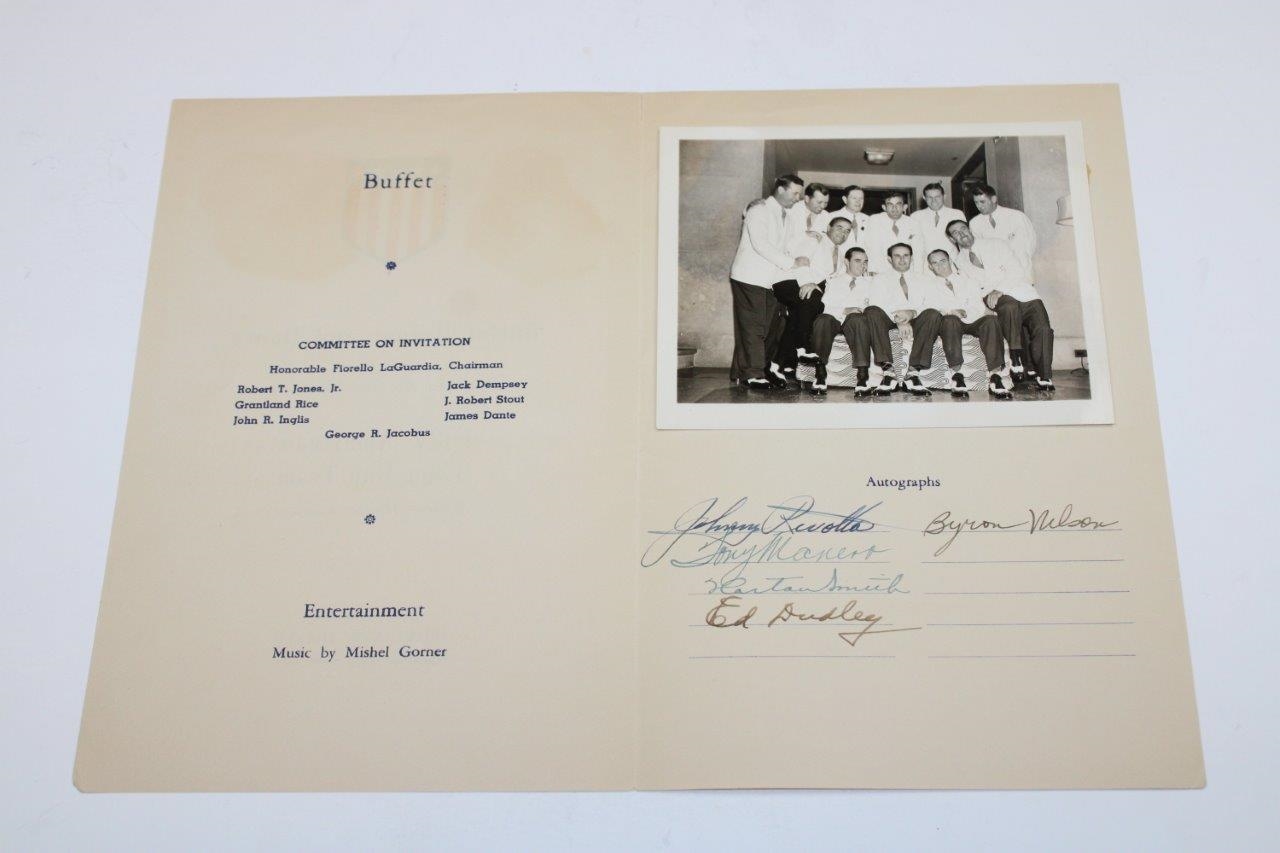 Buffet
COMMITTEE ON INVITATION
Honorable Fiorello LaGuardia, Chairman
Robert T. Jones, Jr. Jack Dempsey
Grantland Rice J. Robert Stout
John R. Inglis James Dante
George R. Jacobus
Entertainment
Music by Mishel Gorner
Autographs
Johnny Revolta Byron Nelson
Tony Manero
Horton Smith
Ed Dudley